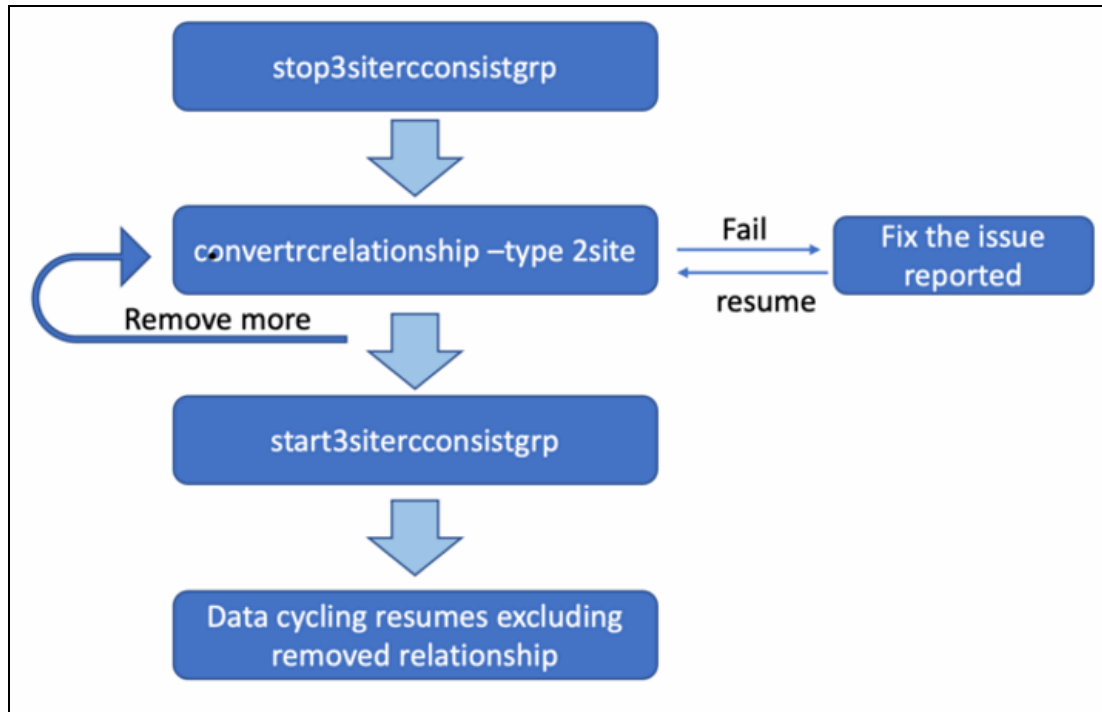 stop3sitercconsistgrp
convertrcrelationship –type 2site
Fail
resume
Fix the issue
reported
Remove more
start3sitercconsistgrp
Data cycling resumes excluding
removed relationship